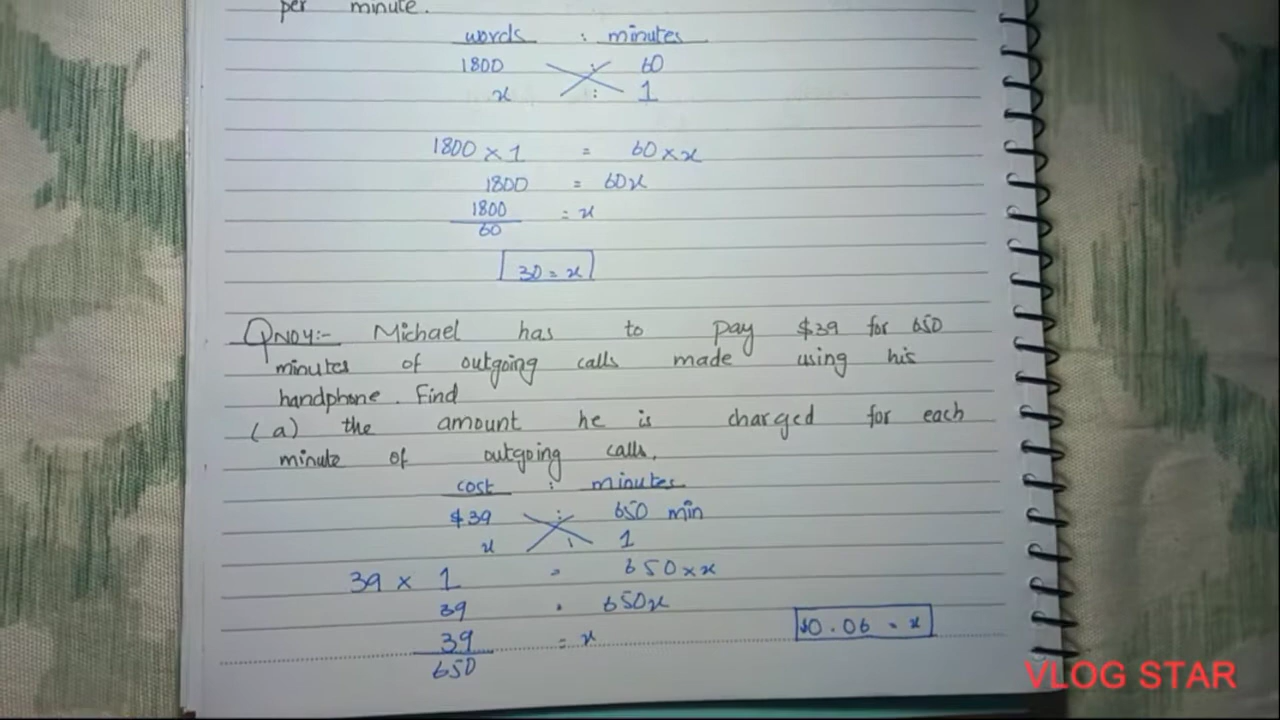 per minute.
words : minutes
1800 : 60
x : 1
1800 × 1 = 60 × x
1800 = 60x
1800 = x
60
30 = x
QNO4:- Michael has to pay $39 for 650
minutes of outgoing calls made using his
handphone. Find
(a) the amount he is charged for each
minute of outgoing calls.
cost : minutes
$39 : 650 min
x : 1
39 × 1 = 650 × x
39 = 650x
39 = x
650
$0.06 = x
VLOG STAR